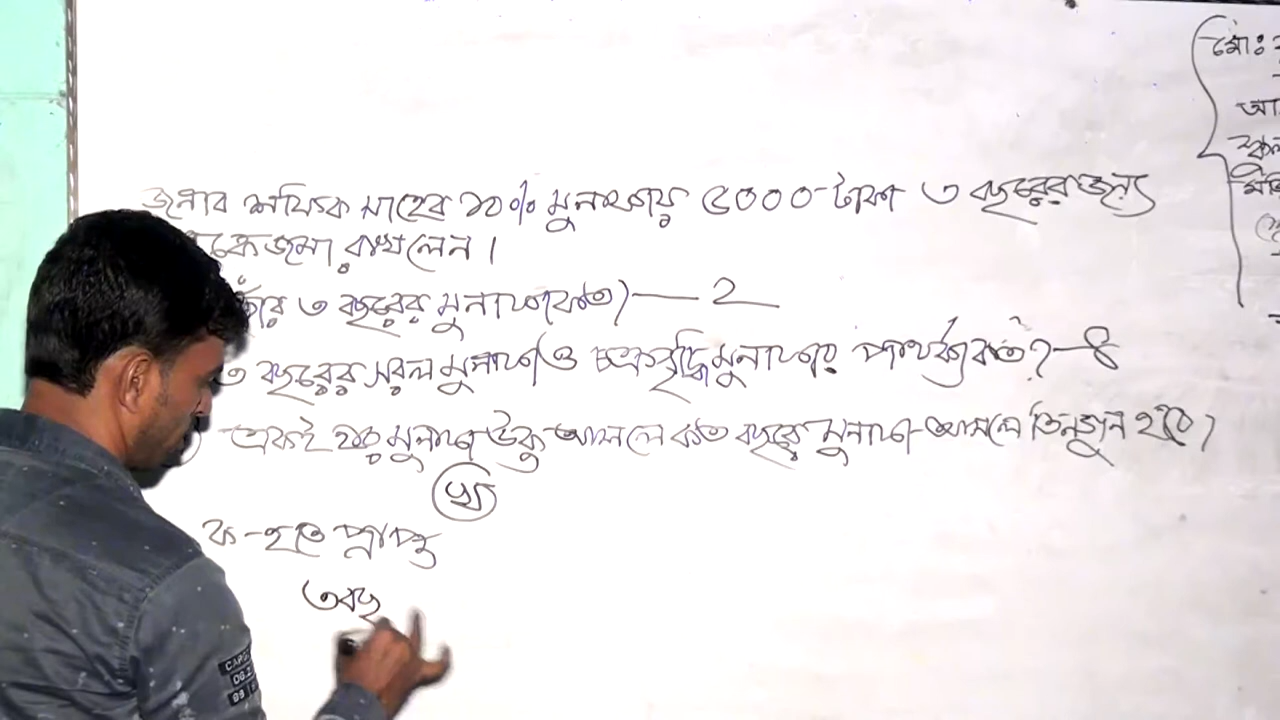 জনাব শফিক সাহেব ১০% মুনাফায় ৫০০০ টাকা ৩ বছরের জন্য
জমা রাখলেন।
তাঁর ৩ বছরের মুনাফা কত) — ২
৩ বছরের সরল মুনাফা ও চক্রবৃদ্ধি মুনাফার পার্থক্য কত? — ৪
একই হার মুনাফা উক্ত আসলে কত বছরে মুনাফা-আসলে তিনগুন হবে?
খ
ক - হতে প্রাপ্ত
৩ বছ
মোঃ